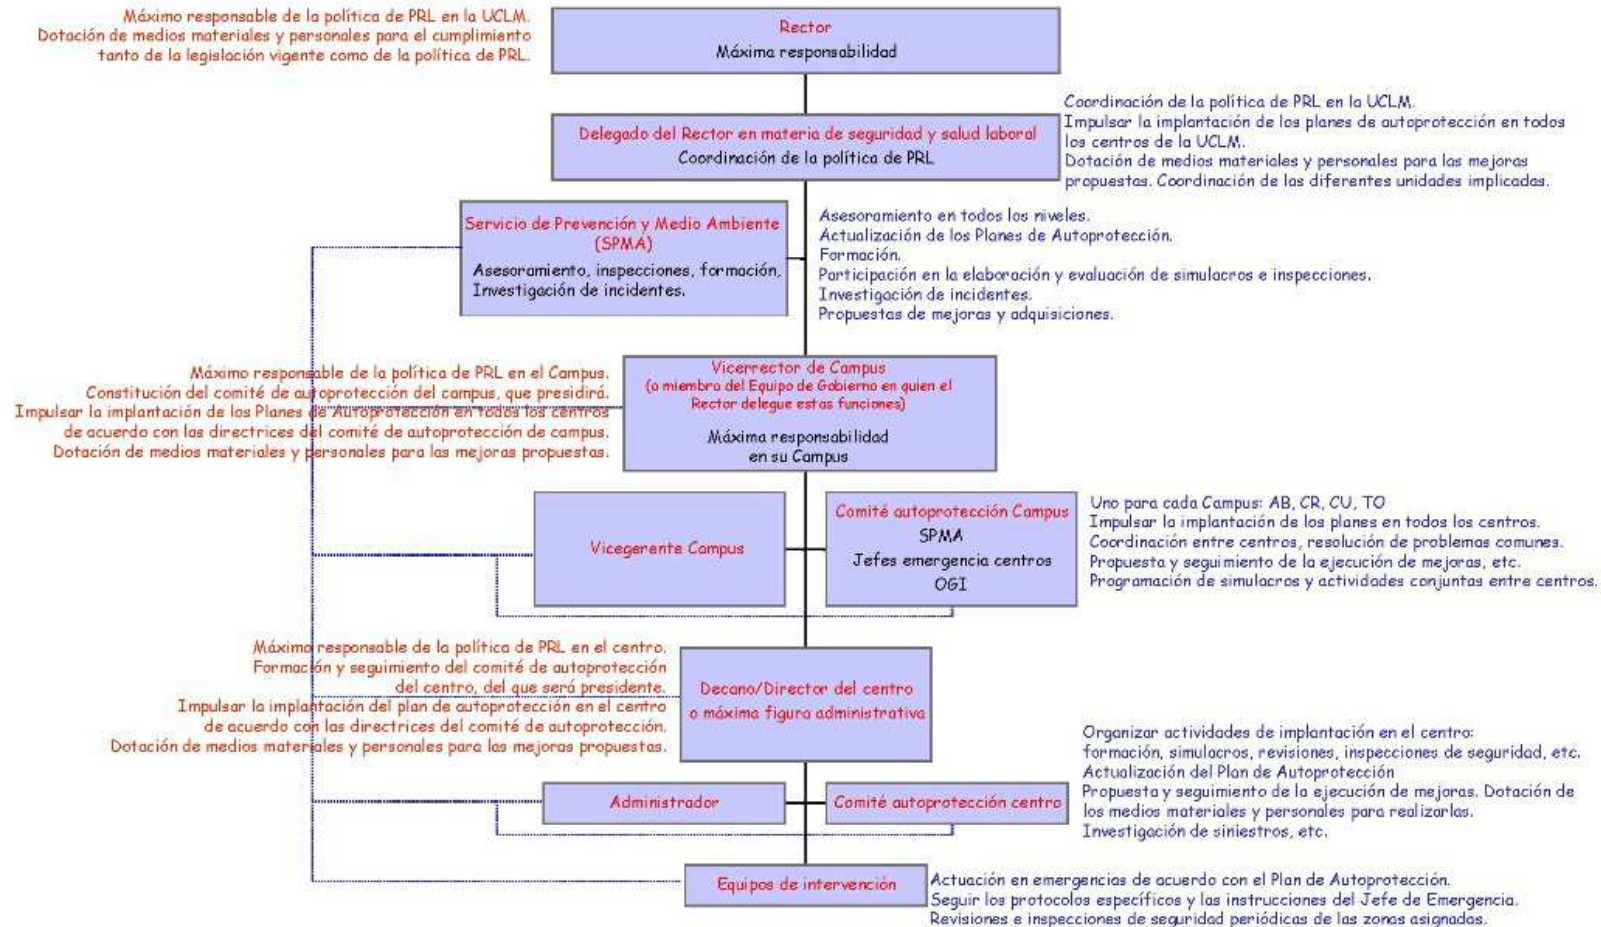 Máximo responsable de la política de PRL en la UCLM.
Dotación de medios materiales y personales para el cumplimiento
tanto de la legislación vigente como de la política de PRL.
Rector
Máxima responsabilidad
Delegado del Rector en materia de seguridad y salud laboral
Coordinación de la política de PRL
Coordinación de la política de PRL en la UCLM.
Impulsar la implantación de los planes de autoprotección en todos
los centros de la UCLM.
Dotación de medios materiales y personales para las mejoras
propuestas. Coordinación de las diferentes unidades implicadas.
Servicio de Prevención y Medio Ambiente
(SPMA)
Asesoramiento, inspecciones, formación,
Investigación de incidentes.
Asesoramiento en todos los niveles.
Actualización de los Planes de Autoprotección.
Formación.
Participación en la elaboración y evaluación de simulacros e inspecciones.
Investigación de incidentes.
Propuestas de mejoras y adquisiciones.
Máximo responsable de la política de PRL en el Campus.
Constitución del comité de autoprotección del campus, que presidirá.
Impulsar la implantación de los Planes de Autoprotección en todos los centros
de acuerdo con las directrices del comité de autoprotección de campus.
Dotación de medios materiales y personales para las mejoras propuestas.
Vicerrector de Campus
(o miembro del Equipo de Gobierno en quien el
Rector delegue estas funciones)
Máxima responsabilidad
en su Campus
Vicegerente Campus
Comité autoprotección Campus
SPMA
Jefes emergencia centros
OGI
Uno para cada Campus: AB, CR, CU, TO
Impulsar la implantación de los planes en todos los centros.
Coordinación entre centros, resolución de problemas comunes.
Propuesta y seguimiento de la ejecución de mejoras, etc.
Programación de simulacros y actividades conjuntas entre centros.
Máximo responsable de la política de PRL en el centro.
Formación y seguimiento del comité de autoprotección
del centro, del que será presidente.
Impulsar la implantación del plan de autoprotección en el centro
de acuerdo con las directrices del comité de autoprotección.
Dotación de medios materiales y personales para las mejoras propuestas.
Decano/Director del centro
o máxima figura administrativa
Administrador
Comité autoprotección centro
Organizar actividades de implantación en el centro:
formación, simulacros, revisiones, inspecciones de seguridad, etc.
Actualización del Plan de Autoprotección
Propuesta y seguimiento de la ejecución de mejoras. Dotación de
los medios materiales y personales para realizarlas.
Investigación de siniestros, etc.
Equipos de intervención
Actuación en emergencias de acuerdo con el Plan de Autoprotección.
Seguir los protocolos específicos y las instrucciones del Jefe de Emergencia.
Revisiones e inspecciones de seguridad periódicas de las zonas asignadas.